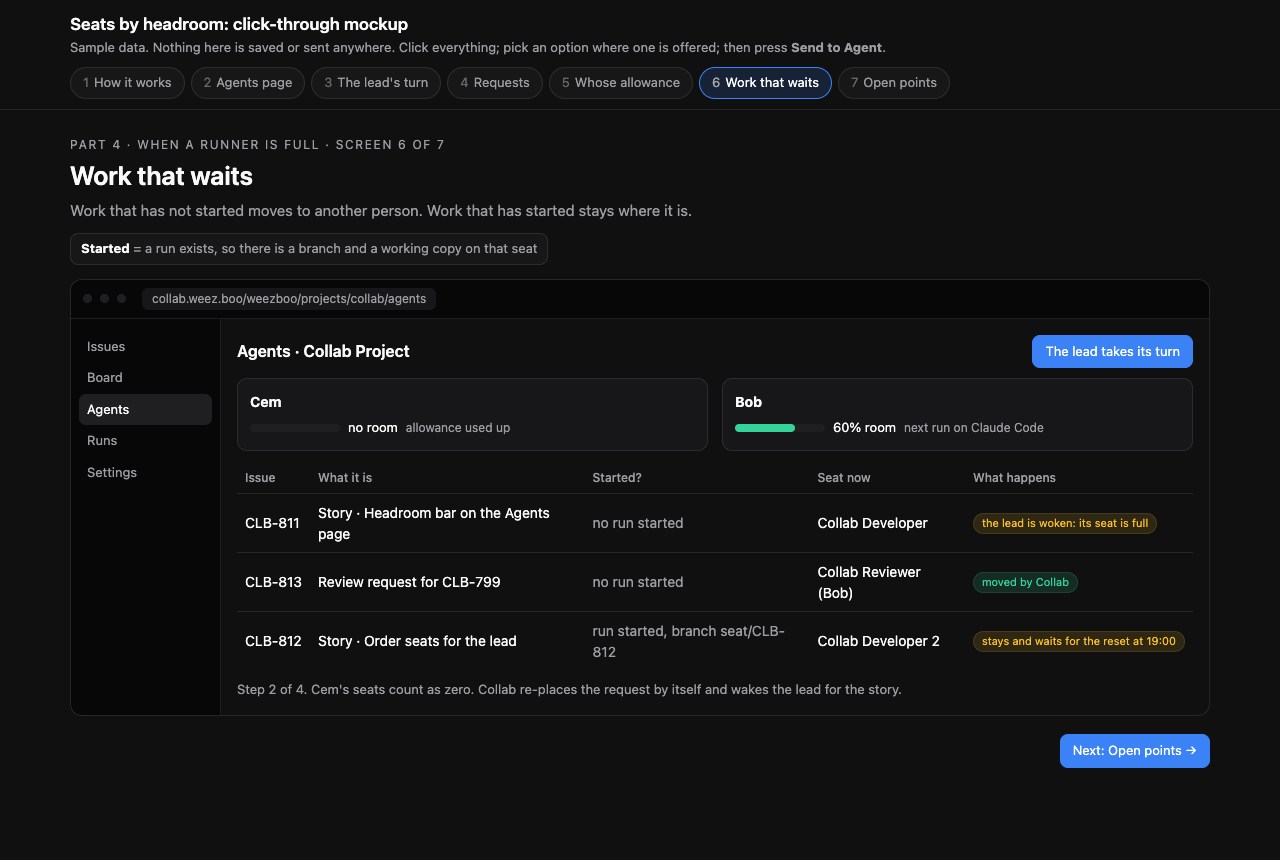 Seats by headroom: click-through mockup
Sample data. Nothing here is saved or sent anywhere. Click everything; pick an option where one is offered; then press Send to Agent.
1 How it works
2 Agents page
3 The lead's turn
4 Requests
5 Whose allowance
6 Work that waits
7 Open points
PART 4 · WHEN A RUNNER IS FULL · SCREEN 6 OF 7
Work that waits
Work that has not started moves to another person. Work that has started stays where it is.
Started = a run exists, so there is a branch and a working copy on that seat
collab.weez.boo/weezboo/projects/collab/agents
Issues
Board
Agents
Runs
Settings
Agents · Collab Project
The lead takes its turn
Cem
no room allowance used up
Bob
60% room next run on Claude Code
Issue What it is Started? Seat now What happens
CLB-811 Story · Headroom bar on the Agents
page
no run started Collab Developer the lead is woken: its seat is full
CLB-813 Review request for CLB-799 no run started Collab Reviewer
(Bob)
moved by Collab
CLB-812 Story · Order seats for the lead run started, branch seat/CLB-
812
Collab Developer 2 stays and waits for the reset at 19:00
Step 2 of 4. Cem's seats count as zero. Collab re-places the request by itself and wakes the lead for the story.
Next: Open points →